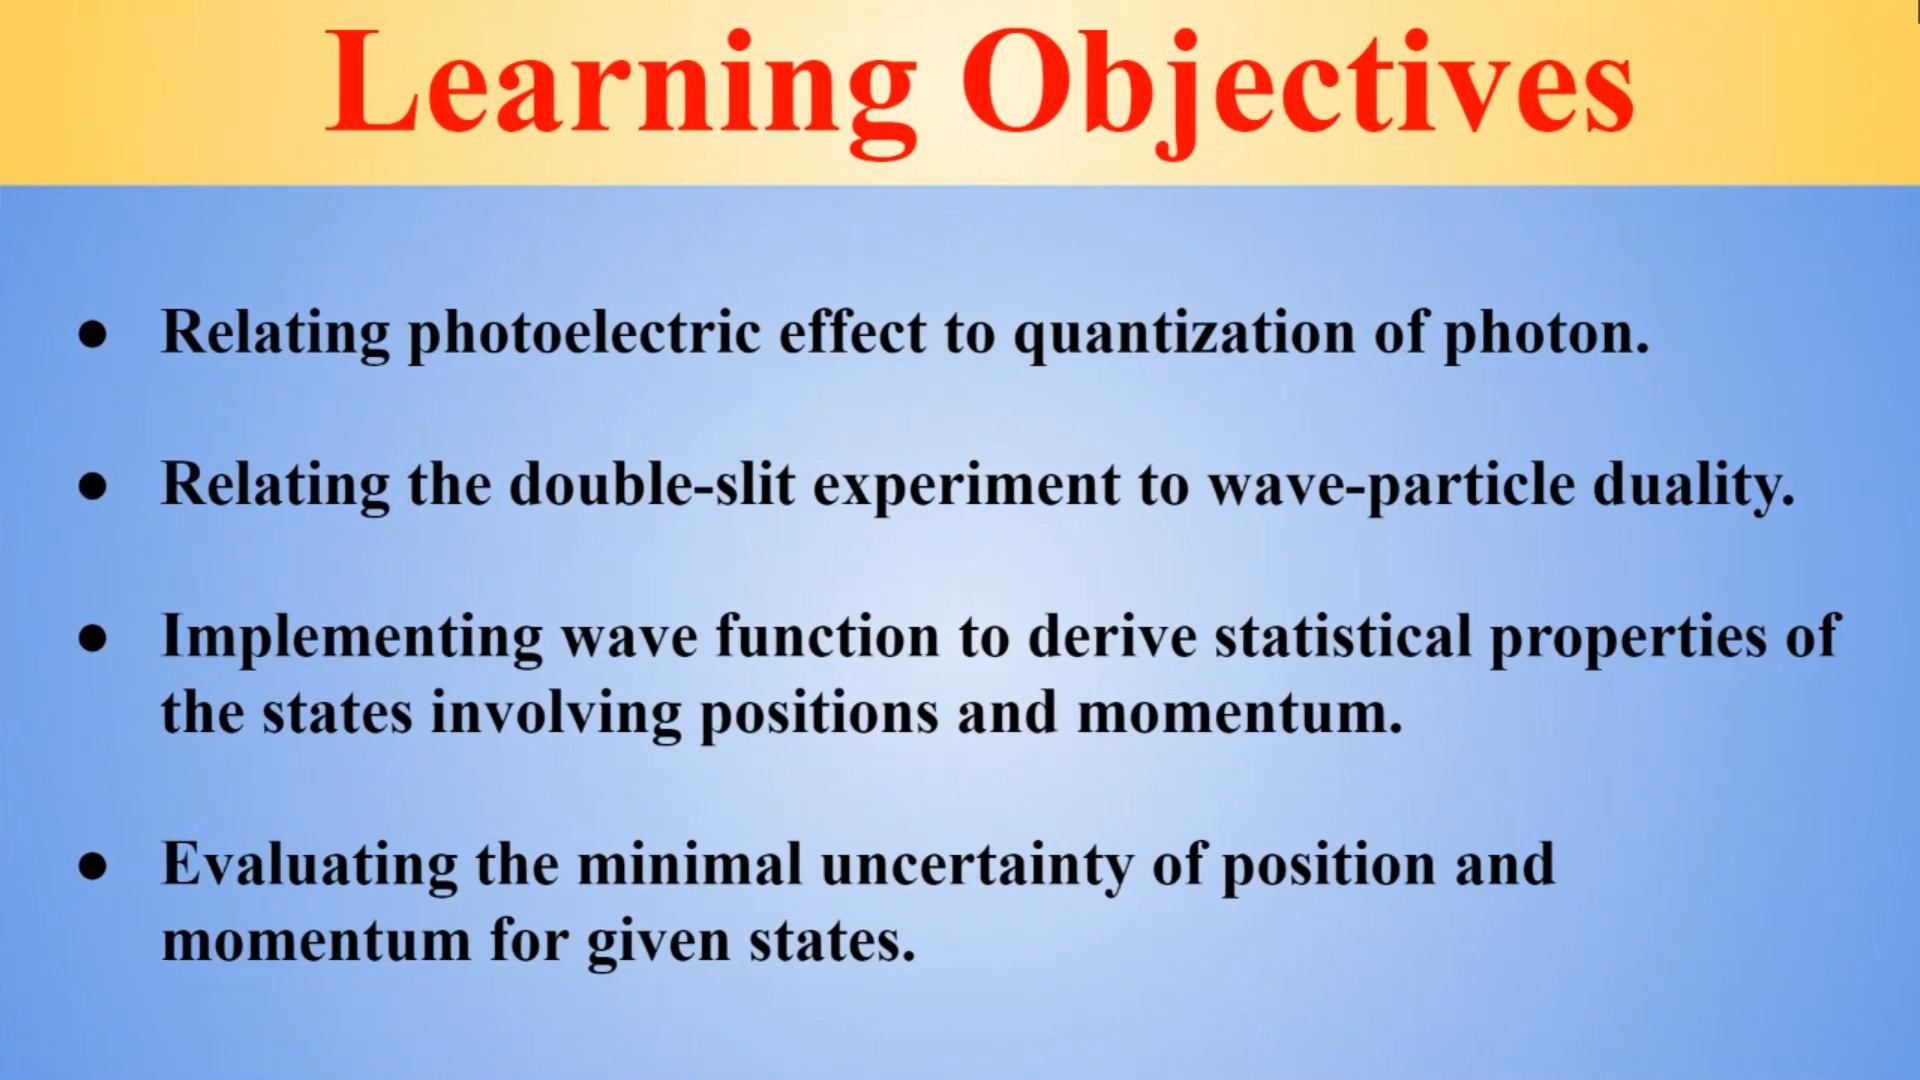 Learning Objectives
● Relating photoelectric effect to quantization of photon.
● Relating the double-slit experiment to wave-particle duality.
● Implementing wave function to derive statistical properties of
the states involving positions and momentum.
● Evaluating the minimal uncertainty of position and
momentum for given states.